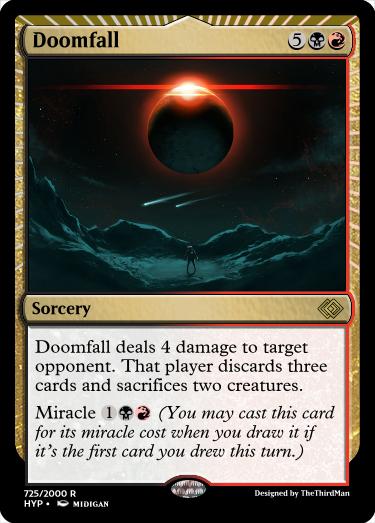 Doomfall 5
Sorcery
Doomfall deals 4 damage to target
opponent. That player discards three
cards and sacrifices two creatures.
Miracle 1 (You may cast this card
for its miracle cost when you draw it if
it's the first card you drew this turn.)
725/2000 R
HYP • MIDIGAN
Designed by TheThirdMan